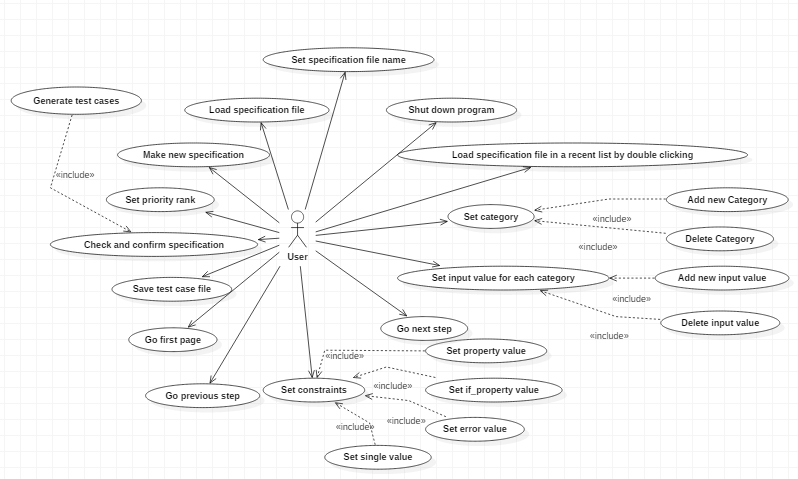 Set specification file name
Generate test cases
Load specification file
Shut down program
Make new specification
Load specification file in a recent list by double clicking
«include»
Set priority rank
Add new Category
Set category
«include»
Check and confirm specification
Delete Category
«include»
User
Set input value for each category
Add new input value
Save test case file
«include»
Go next step
Delete input value
Go first page
«include»
Set property value
«include»
Set constraints
«include»
Set if_property value
Go previous step
«include»
«include»
Set error value
Set single value